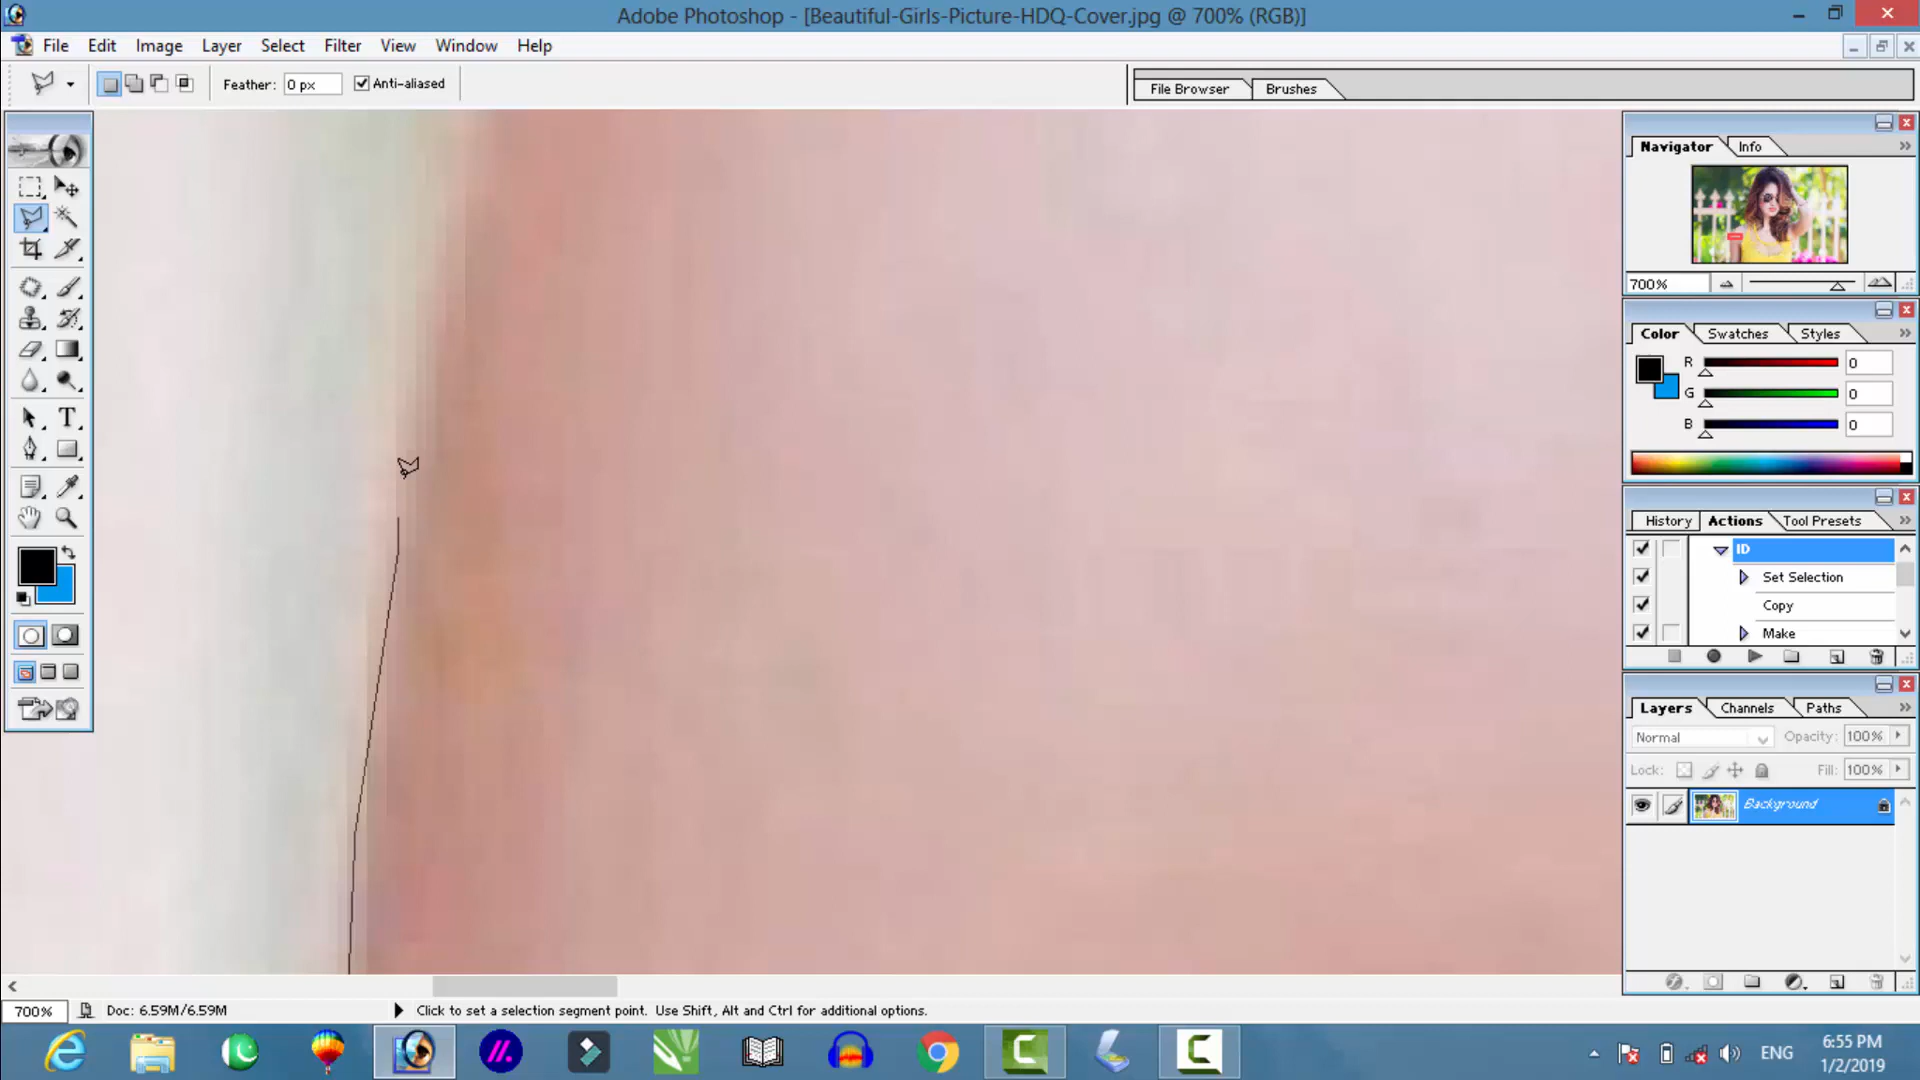 Adobe Photoshop - [Beautiful-Girls-Picture-HDQ-Cover.jpg @ 700% (RGB)]
File Edit Image Layer Select Filter View Window Help
Feather: 0 px Anti-aliased
File Browser Brushes
Navigator Info
700%
Color Swatches Styles
R 0
G 0
B 0
History Actions Tool Presets
ID
Set Selection
Copy
Make
Layers Channels Paths
Normal Opacity: 100%
Lock: Fill: 100%
Background
T
700% Doc: 6.59M/6.59M Click to set a selection segment point. Use Shift, Alt and Ctrl for additional options.
ENG
6:55 PM
1/2/2019